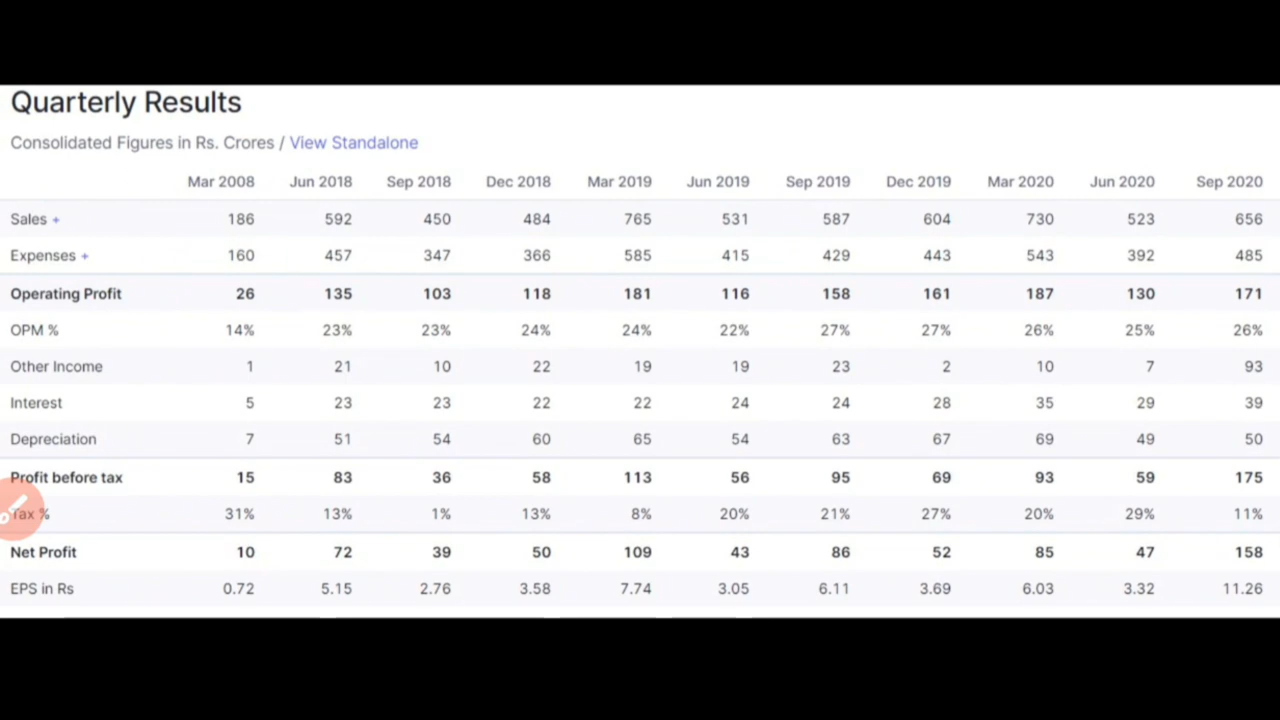 Quarterly Results
Consolidated Figures in Rs. Crores / View Standalone
Mar 2008 Jun 2018 Sep 2018 Dec 2018 Mar 2019 Jun 2019 Sep 2019 Dec 2019 Mar 2020 Jun 2020 Sep 2020
Sales + 186 592 450 484 765 531 587 604 730 523 656
Expenses + 160 457 347 366 585 415 429 443 543 392 485
Operating Profit 26 135 103 118 181 116 158 161 187 130 171
OPM % 14% 23% 23% 24% 24% 22% 27% 27% 26% 25% 26%
Other Income 1 21 10 22 19 19 23 2 10 7 93
Interest 5 23 23 22 22 24 24 28 35 29 39
Depreciation 7 51 54 60 65 54 63 67 69 49 50
Profit before tax 15 83 36 58 113 56 95 69 93 59 175
Tax % 31% 13% 1% 13% 8% 20% 21% 27% 20% 29% 11%
Net Profit 10 72 39 50 109 43 86 52 85 47 158
EPS in Rs 0.72 5.15 2.76 3.58 7.74 3.05 6.11 3.69 6.03 3.32 11.26